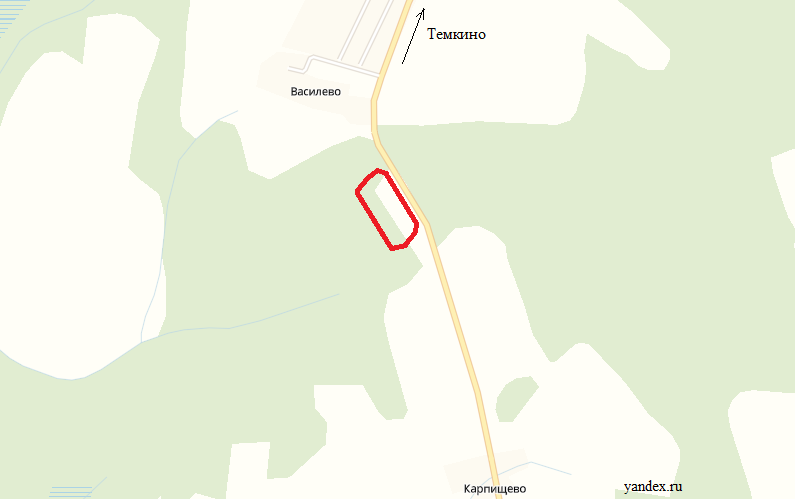 Темкино
Василево
Карпищево
yandex.ru